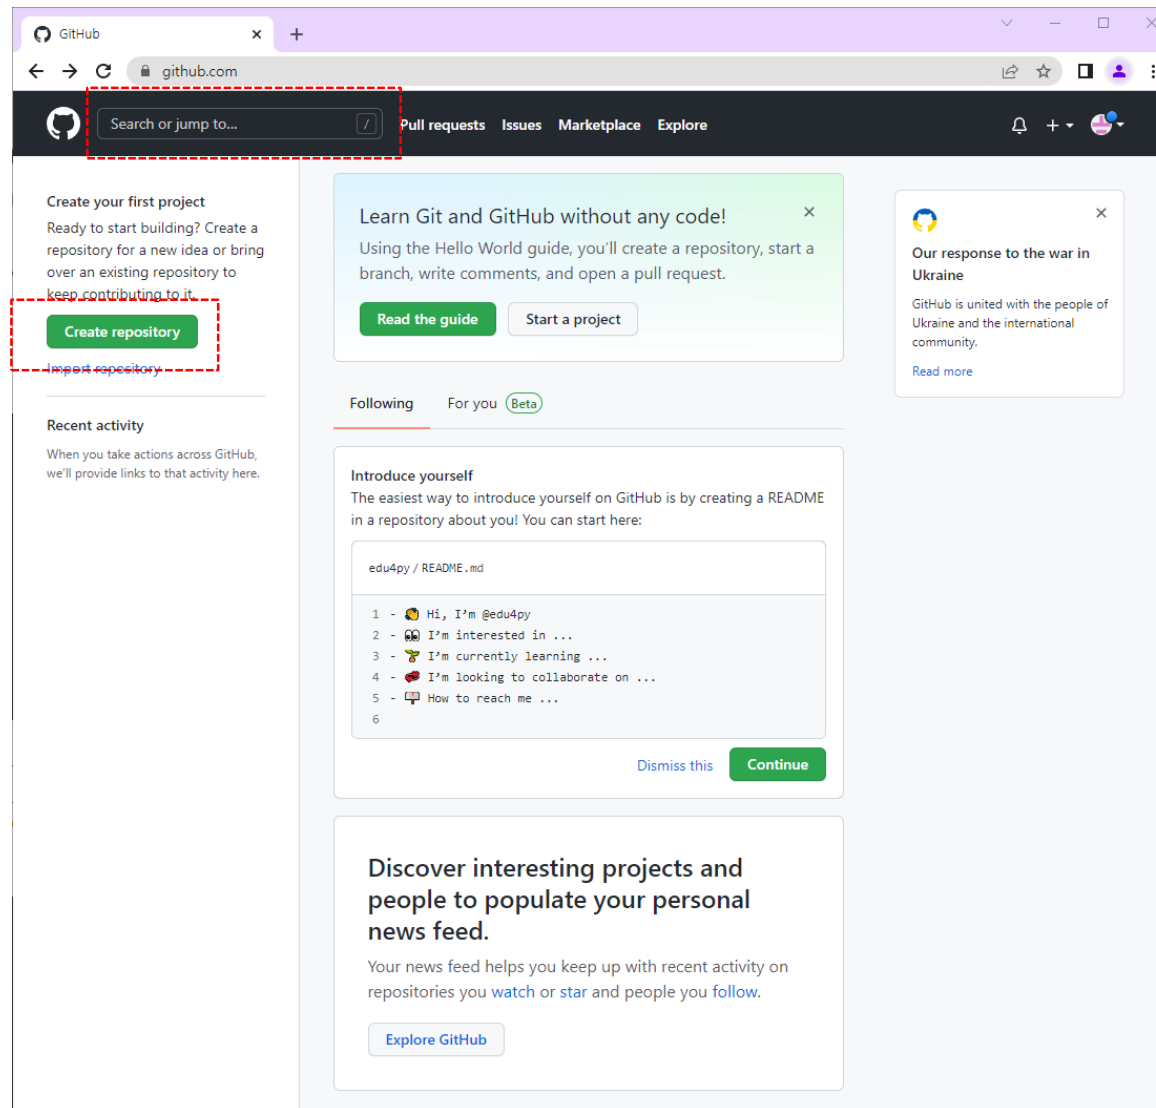 GitHub
github.com
Search or jump to... /
Pull requests Issues Marketplace Explore
Create your first project
Ready to start building? Create a
repository for a new idea or bring
over an existing repository to
keep contributing to it.
Create repository
Import repository
Recent activity
When you take actions across GitHub,
we'll provide links to that activity here.
Learn Git and GitHub without any code!
Using the Hello World guide, you'll create a repository, start a
branch, write comments, and open a pull request.
Read the guide Start a project
Following For you Beta
Introduce yourself
The easiest way to introduce yourself on GitHub is by creating a README
in a repository about you! You can start here:
edu4py / README.md
1 - 👋 Hi, I'm @edu4py
2 - 👀 I'm interested in ...
3 - 🌱 I'm currently learning ...
4 - 💞️ I'm looking to collaborate on ...
5 - 📫 How to reach me ...
6
Dismiss this Continue
Discover interesting projects and
people to populate your personal
news feed.
Your news feed helps you keep up with recent activity on
repositories you watch or star and people you follow.
Explore GitHub
Our response to the war in
Ukraine
GitHub is united with the people of
Ukraine and the international
community.
Read more